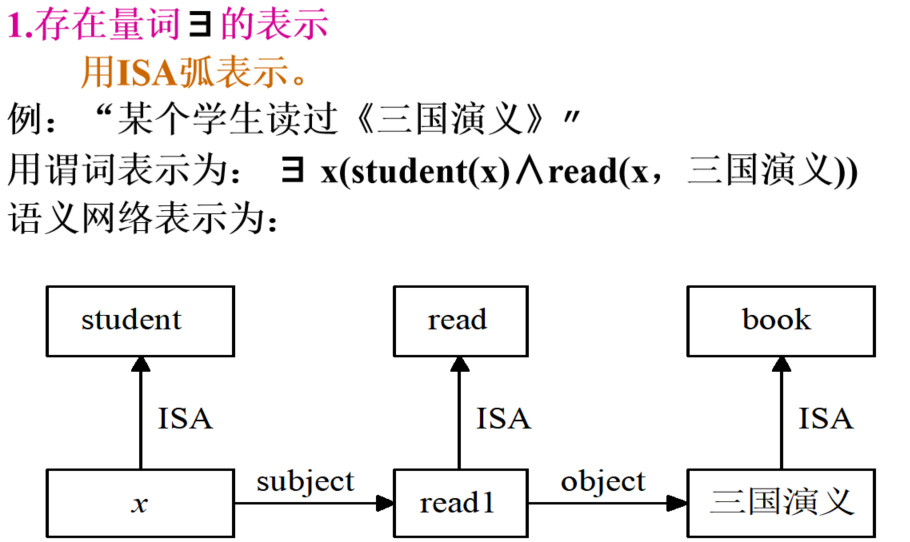 1.存在量词∃的表示
用ISA弧表示。
例：“某个学生读过《三国演义》”
用谓词表示为： ∃ x(student(x)∧read(x，三国演义))
语义网络表示为：
student read book
ISA ISA ISA
x subject read1 object 三国演义